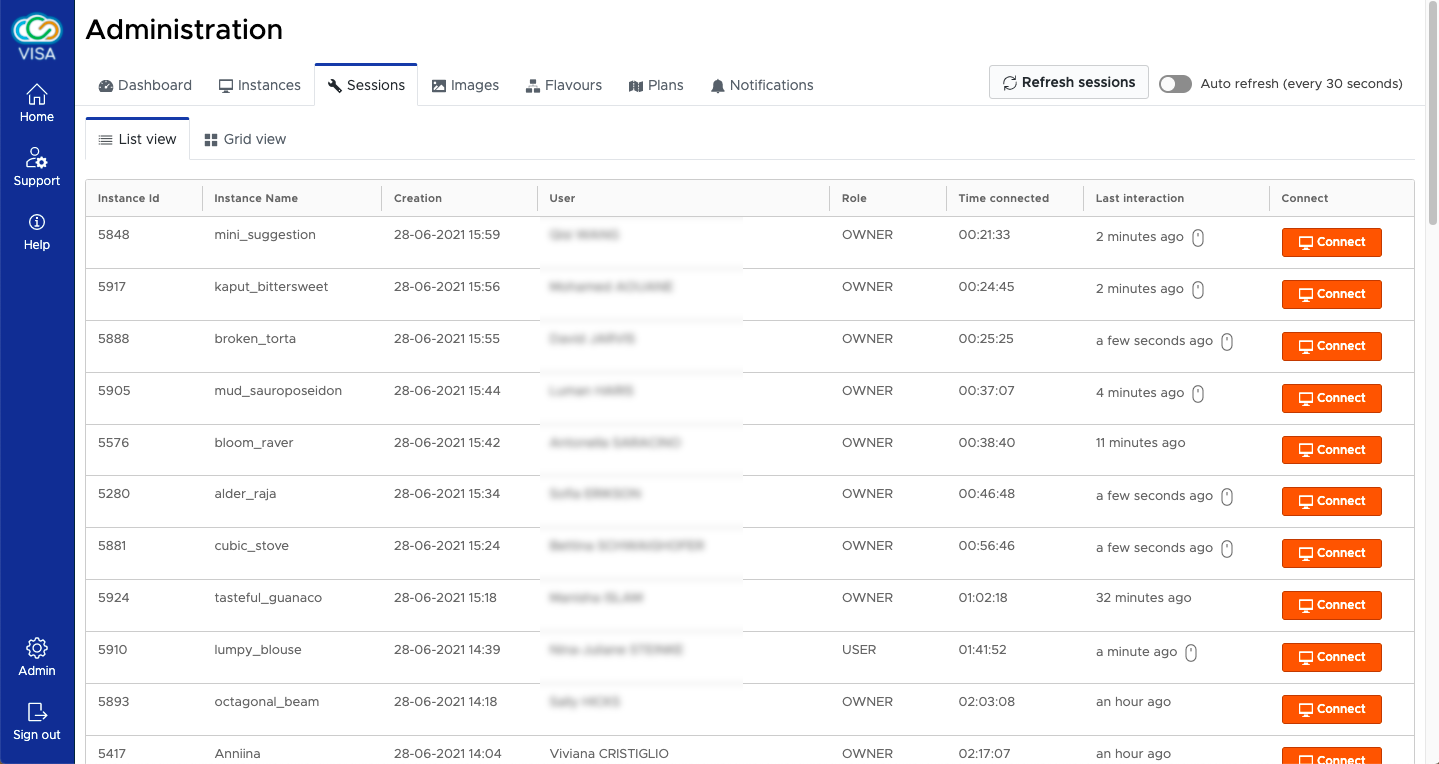 Administration
VISA
Home
Support
Help
Admin
Sign out
Dashboard Instances Sessions Images Flavours Plans Notifications Refresh sessions Auto refresh (every 30 seconds)
List view Grid view
Instance Id Instance Name Creation User Role Time connected Last interaction Connect
5848 mini_suggestion 28-06-2021 15:59 OWNER 00:21:33 2 minutes ago Connect
5917 kaput_bittersweet 28-06-2021 15:56 OWNER 00:24:45 2 minutes ago Connect
5888 broken_torta 28-06-2021 15:55 OWNER 00:25:25 a few seconds ago Connect
5905 mud_sauroposeidon 28-06-2021 15:44 OWNER 00:37:07 4 minutes ago Connect
5576 bloom_raver 28-06-2021 15:42 OWNER 00:38:40 11 minutes ago Connect
5280 alder_raja 28-06-2021 15:34 OWNER 00:46:48 a few seconds ago Connect
5881 cubic_stove 28-06-2021 15:24 OWNER 00:56:46 a few seconds ago Connect
5924 tasteful_guanaco 28-06-2021 15:18 OWNER 01:02:18 32 minutes ago Connect
5910 lumpy_blouse 28-06-2021 14:39 USER 01:41:52 a minute ago Connect
5893 octagonal_beam 28-06-2021 14:18 OWNER 02:03:08 an hour ago Connect
5417 Anniina 28-06-2021 14:04 Viviana CRISTIGLIO OWNER 02:17:07 an hour ago Connect